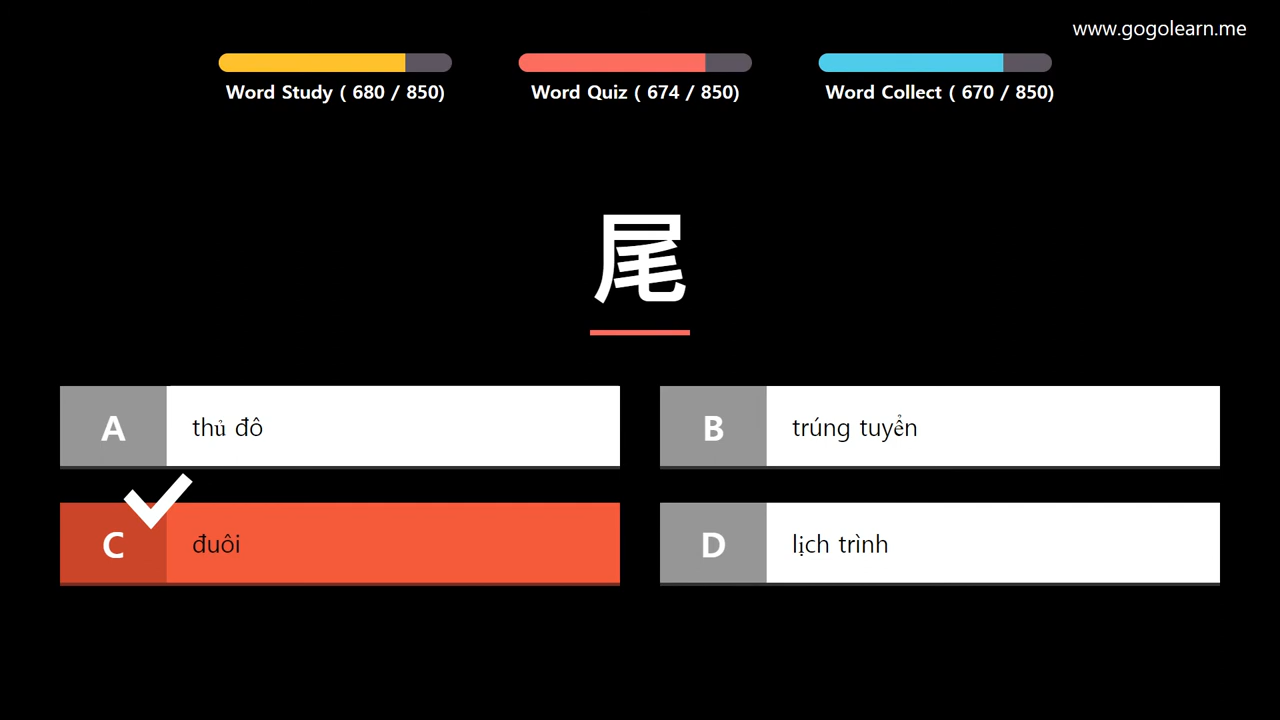 www.gogolearn.me
Word Study ( 680 / 850)
Word Quiz ( 674 / 850)
Word Collect ( 670 / 850)
尾
A thủ đô
B trúng tuyển
C đuôi
D lịch trình